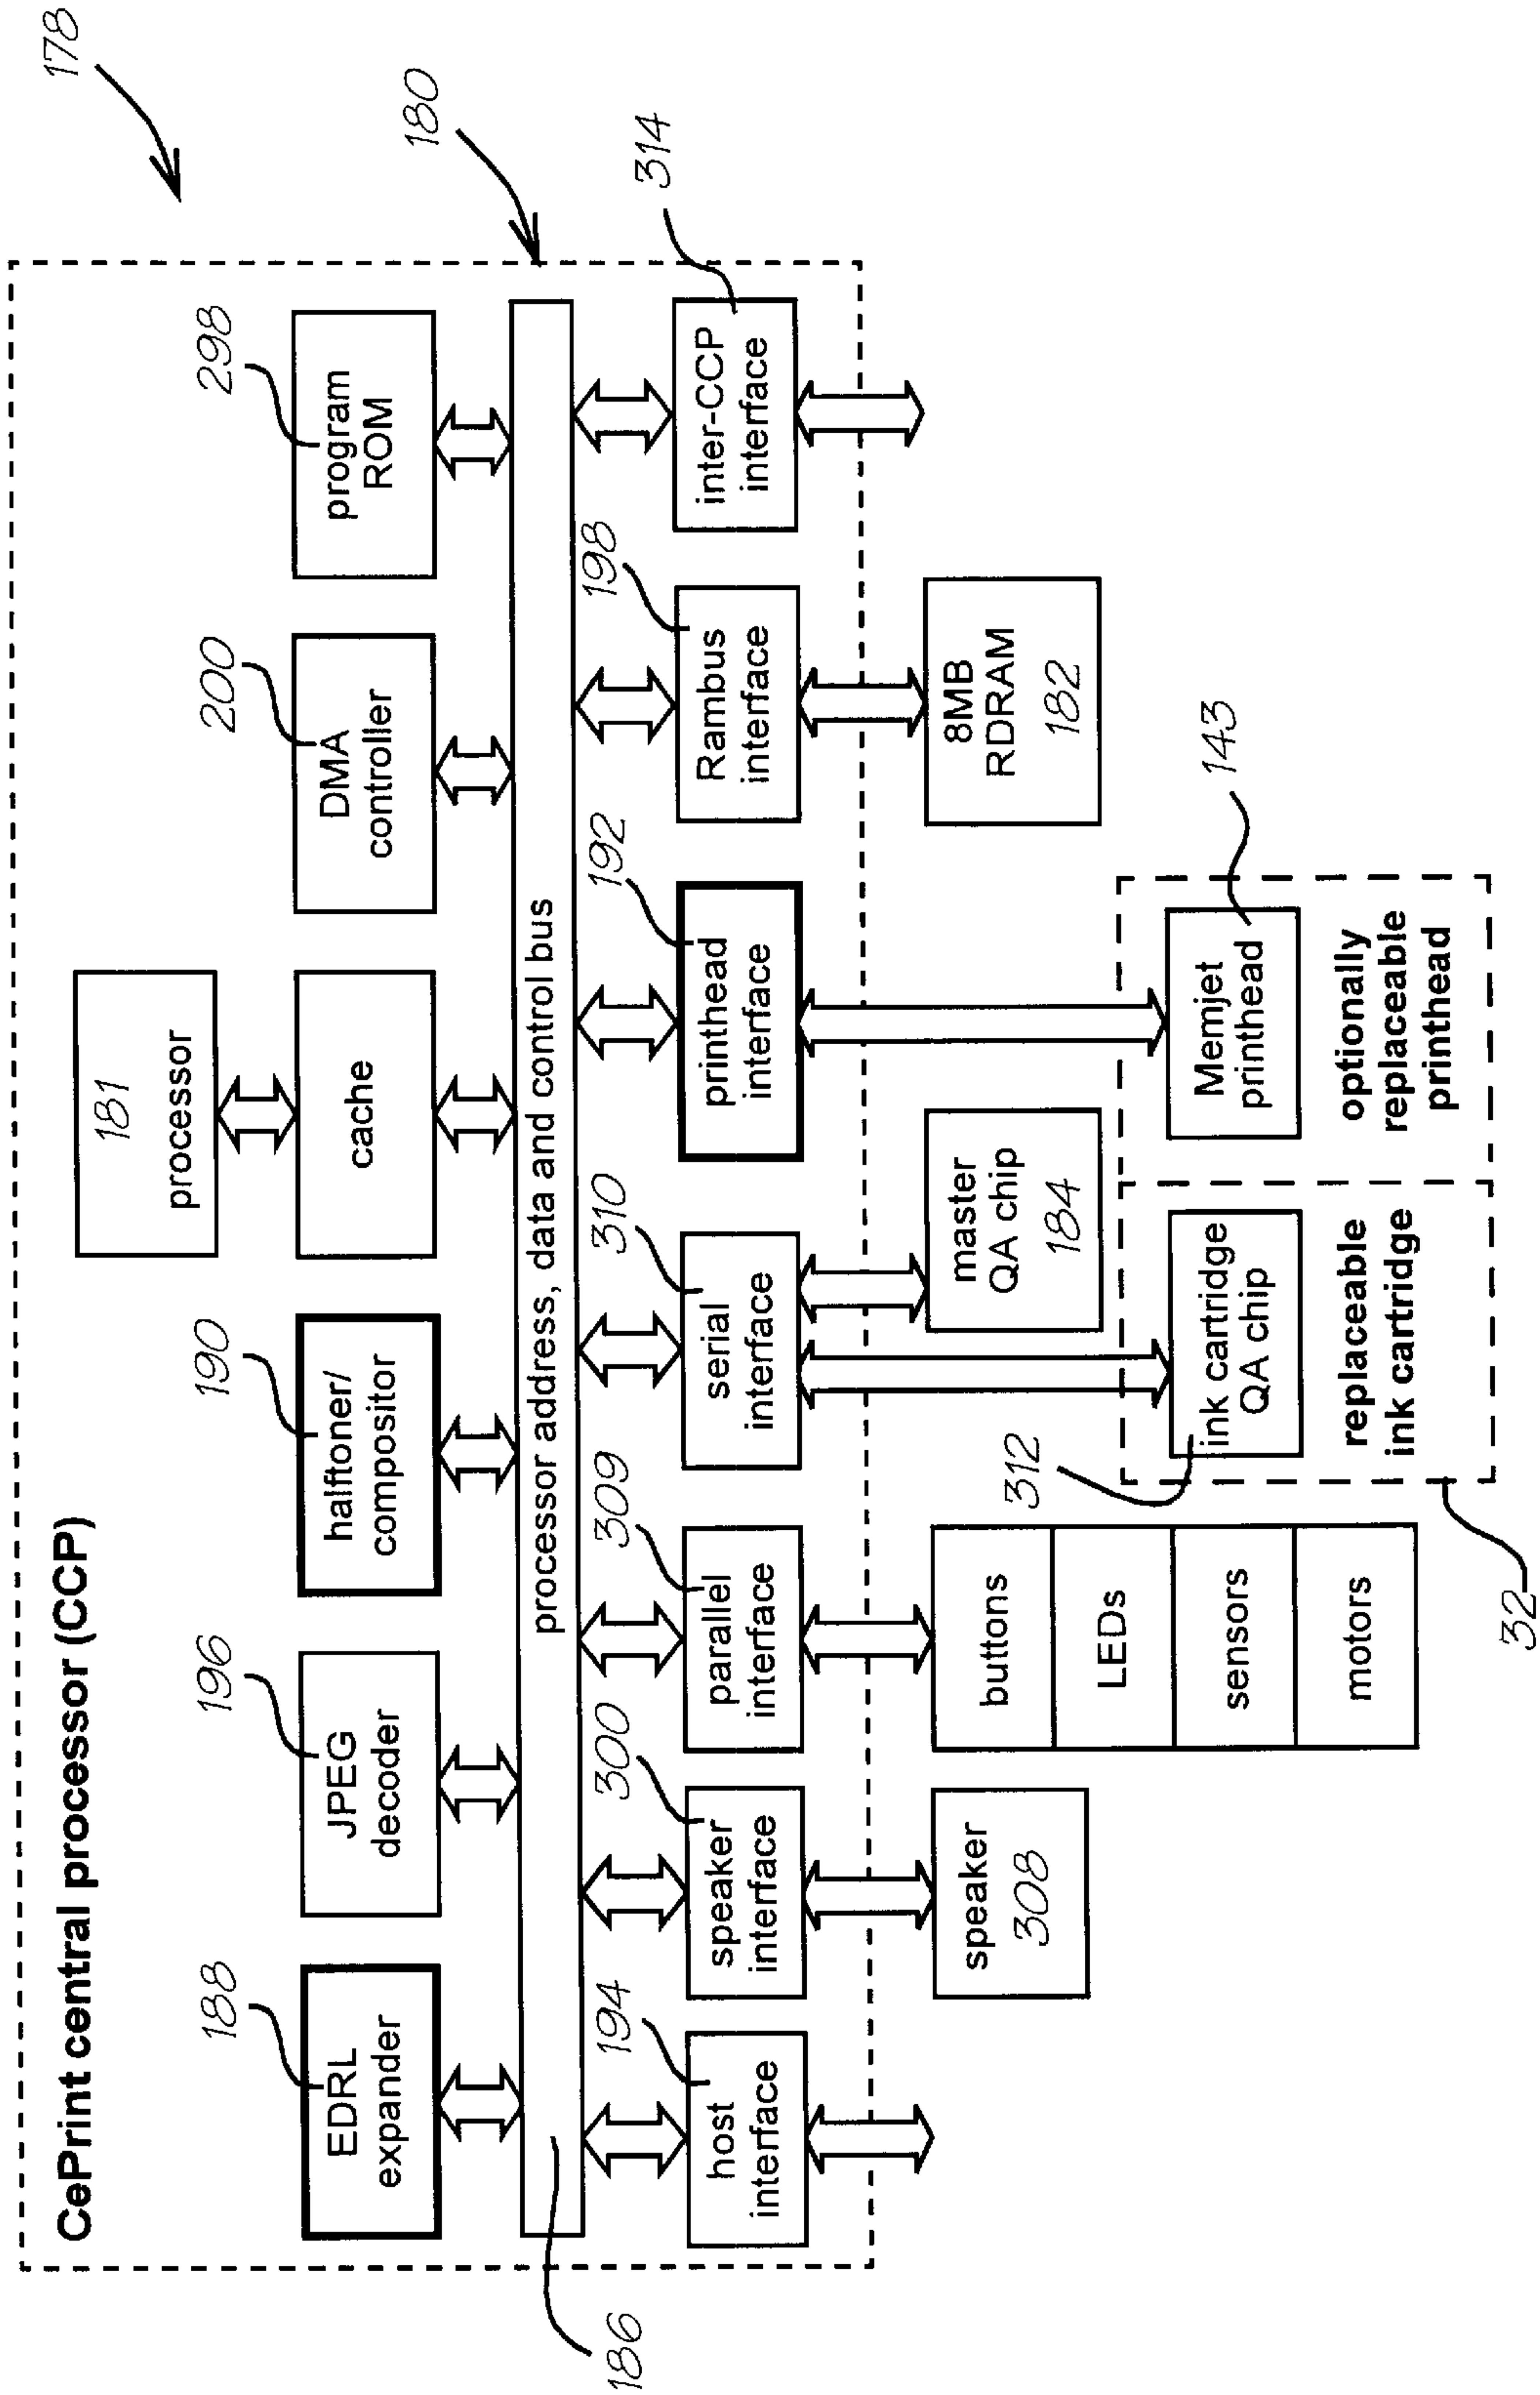 178
CePrint central processor (CCP)
180
181
processor
188
196
190
200
298
EDRL
expander
JPEG
decoder
halftoner/
compositor
cache
DMA
controller
program
ROM
186
processor address, data and control bus
194
300
309
310
192
198
314
host
interface
speaker
interface
parallel
interface
serial
interface
printhead
interface
Rambus
interface
inter-CCP
interface
speaker
308
buttons
LEDs
sensors
motors
312
master
QA chip
184
8MB
RDRAM
182
ink cartridge
QA chip
Memjet
printhead
143
replaceable
ink cartridge
optionally
replaceable
printhead
32